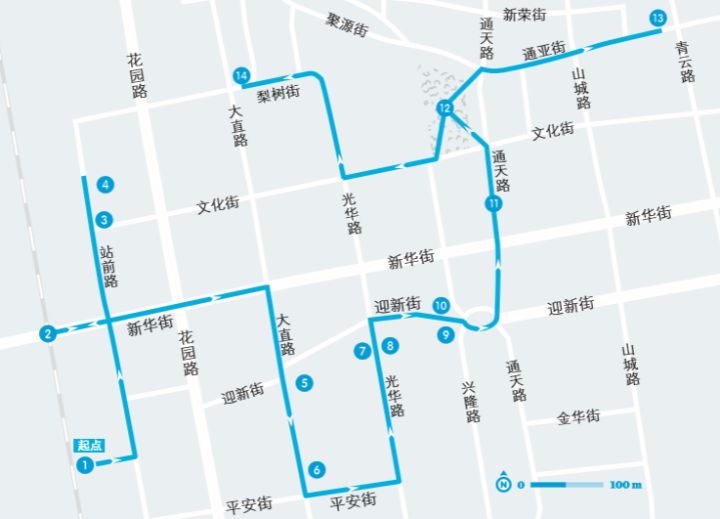 新荣街
13
聚源街
通天路
通亚街
花园路
青云路
14
山城路
梨树街
12
大直路
文化街
通天路
4
光华路
11
文化街
3
新华街
站前路
新华街
10
迎新街
迎新街
2
新华街
大直路
9
花园路
7
8
通天路
山城路
5
光华路
迎新街
兴隆路
金华街
起点
1
6
N
0
100 m
平安街
平安街